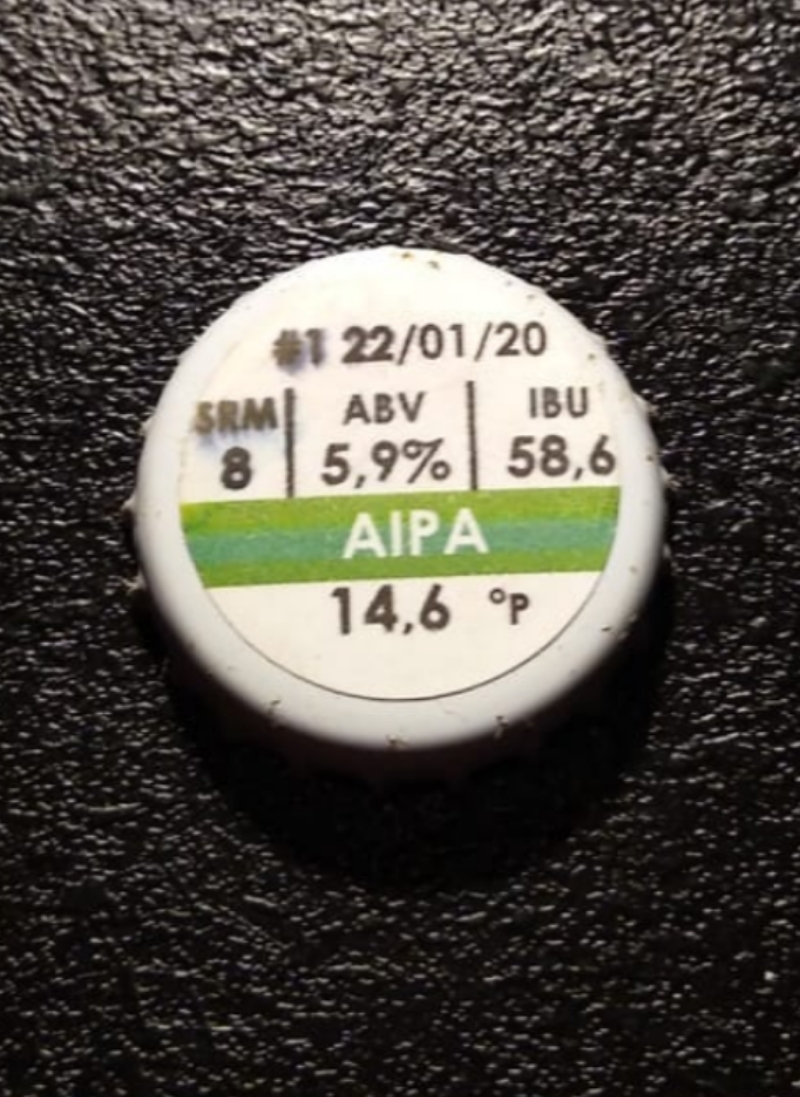 #1 22/01/20
SRM ABV IBU
8 5,9% 58,6
AIPA
14,6 °P